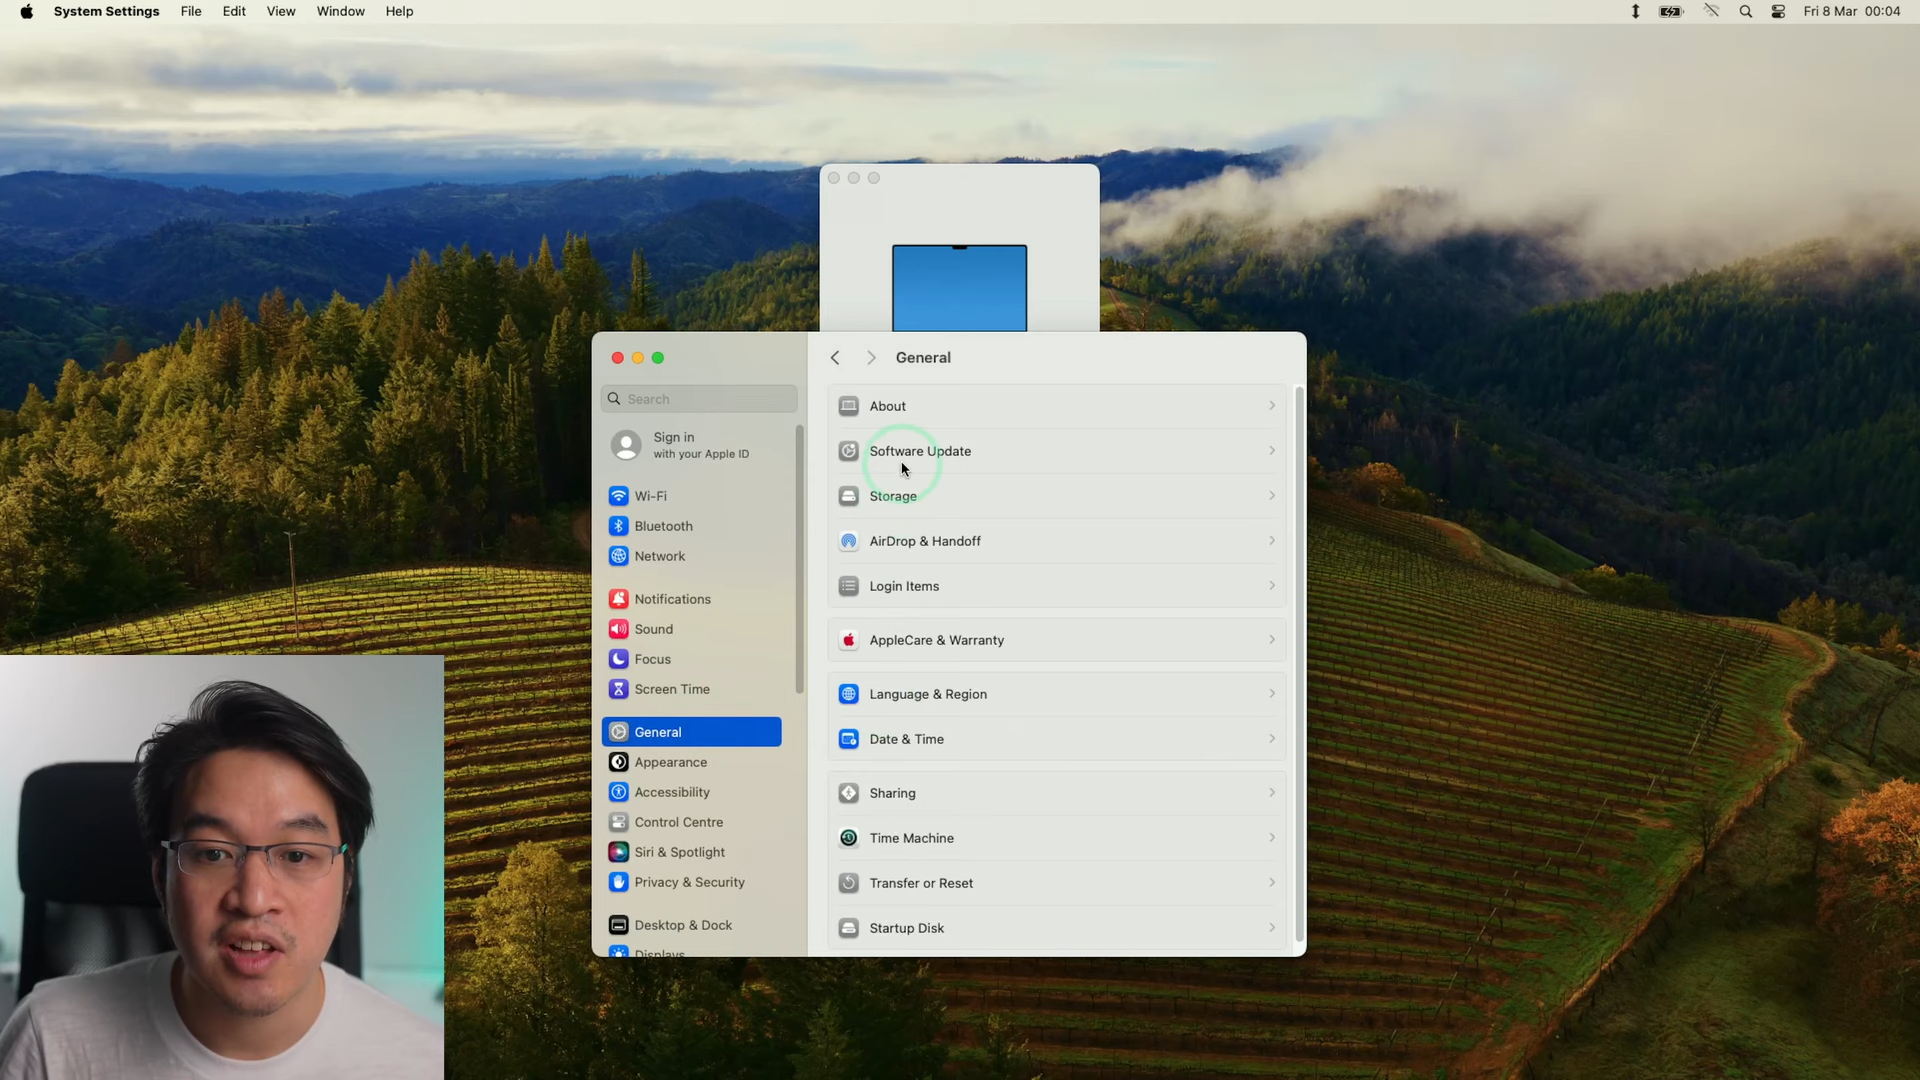 System Settings File Edit View Window Help Fri 8 Mar 00:04
General
Search
Sign in
with your Apple ID
Wi-Fi
Bluetooth
Network
Notifications
Sound
Focus
Screen Time
General
Appearance
Accessibility
Control Centre
Siri & Spotlight
Privacy & Security
Desktop & Dock
Displays
About
Software Update
Storage
AirDrop & Handoff
Login Items
AppleCare & Warranty
Language & Region
Date & Time
Sharing
Time Machine
Transfer or Reset
Startup Disk